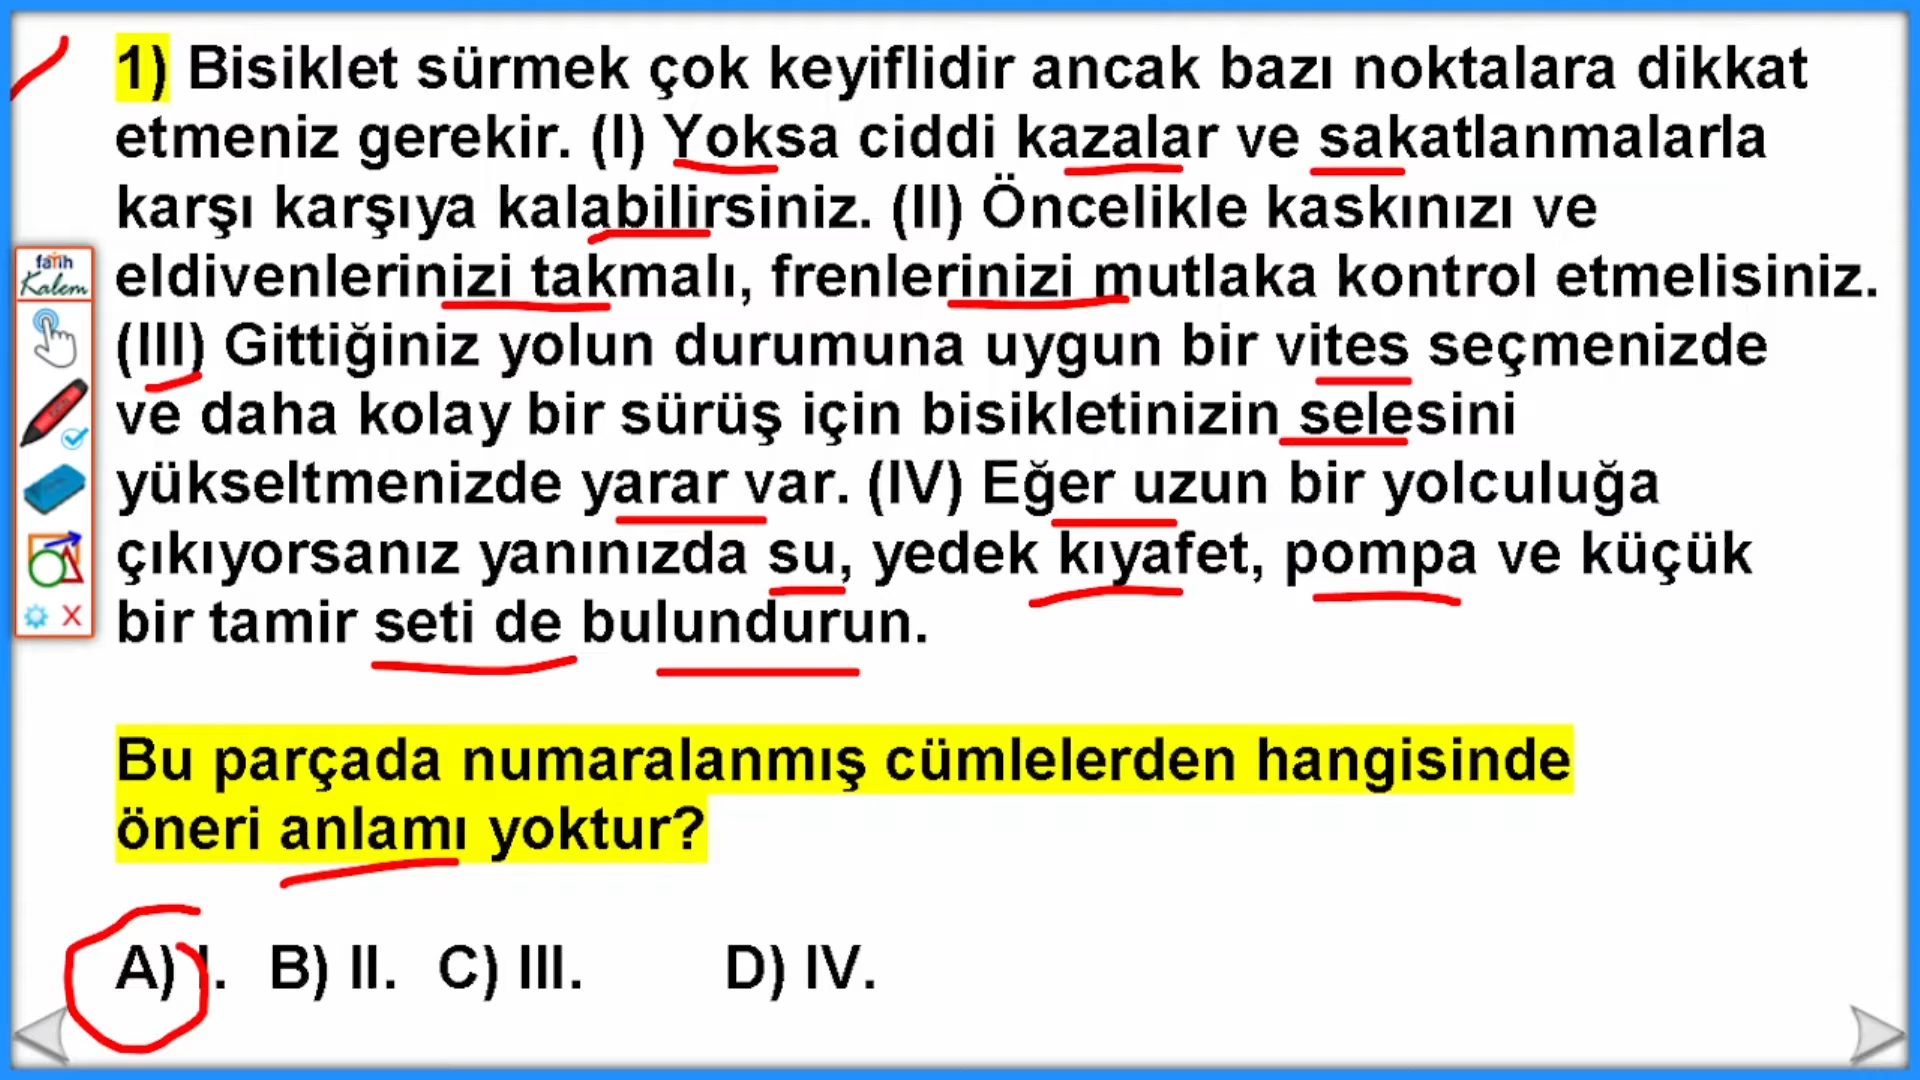 1) Bisiklet sürmek çok keyiflidir ancak bazı noktalara dikkat
etmeniz gerekir. (I) Yoksa ciddi kazalar ve sakatlanmalarla
karşı karşıya kalabilirsiniz. (II) Öncelikle kaskınızı ve
eldivenlerinizi takmalı, frenlerinizi mutlaka kontrol etmelisiniz.
(III) Gittiğiniz yolun durumuna uygun bir vites seçmenizde
ve daha kolay bir sürüş için bisikletinizin selesini
yükseltmenizde yarar var. (IV) Eğer uzun bir yolculuğa
çıkıyorsanız yanınızda su, yedek kıyafet, pompa ve küçük
bir tamir seti de bulundurun.
Bu parçada numaralanmış cümlelerden hangisinde
öneri anlamı yoktur?
A) I. B) II. C) III. D) IV.
fatih
Kalem